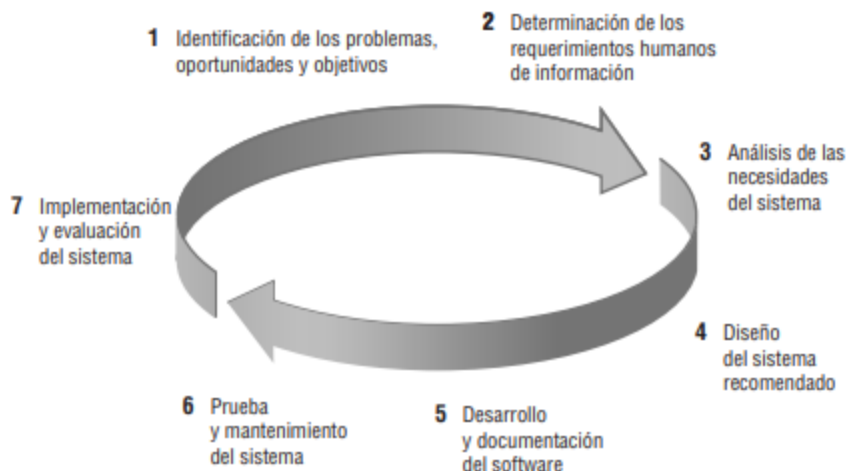 1 Identificación de los problemas,
oportunidades y objetivos
2 Determinación de los
requerimientos humanos
de información
3 Análisis de las
necesidades
del sistema
4 Diseño
del sistema
recomendado
5 Desarrollo
y documentación
del software
6 Prueba
y mantenimiento
del sistema
7 Implementación
y evaluación
del sistema